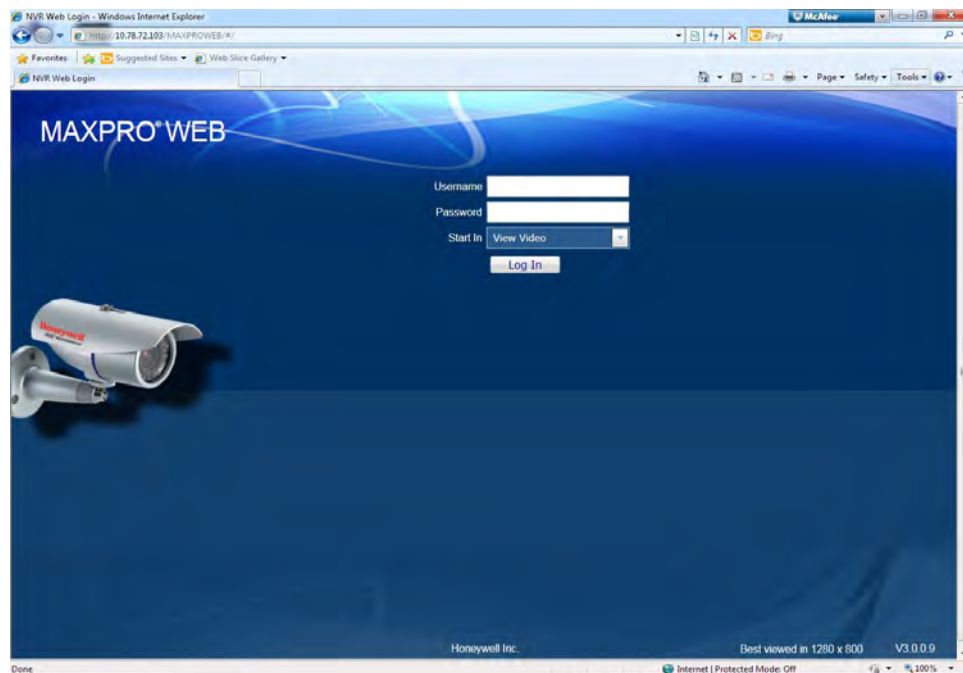 NVR Web Login - Windows Internet Explorer
McAfee
10.78.72.103/MAXPROWEB/#/
Bing
Favorites
Suggested Sites
Web Slice Gallery
NVR Web Login
Page
Safety
Tools
MAXPRO® WEB
Username
Password
Start In View Video
Log In
Honeywell
Honeywell Inc.
Best viewed in 1280 x 800
V3.0.0.9
Done
Internet | Protected Mode: Off
100%